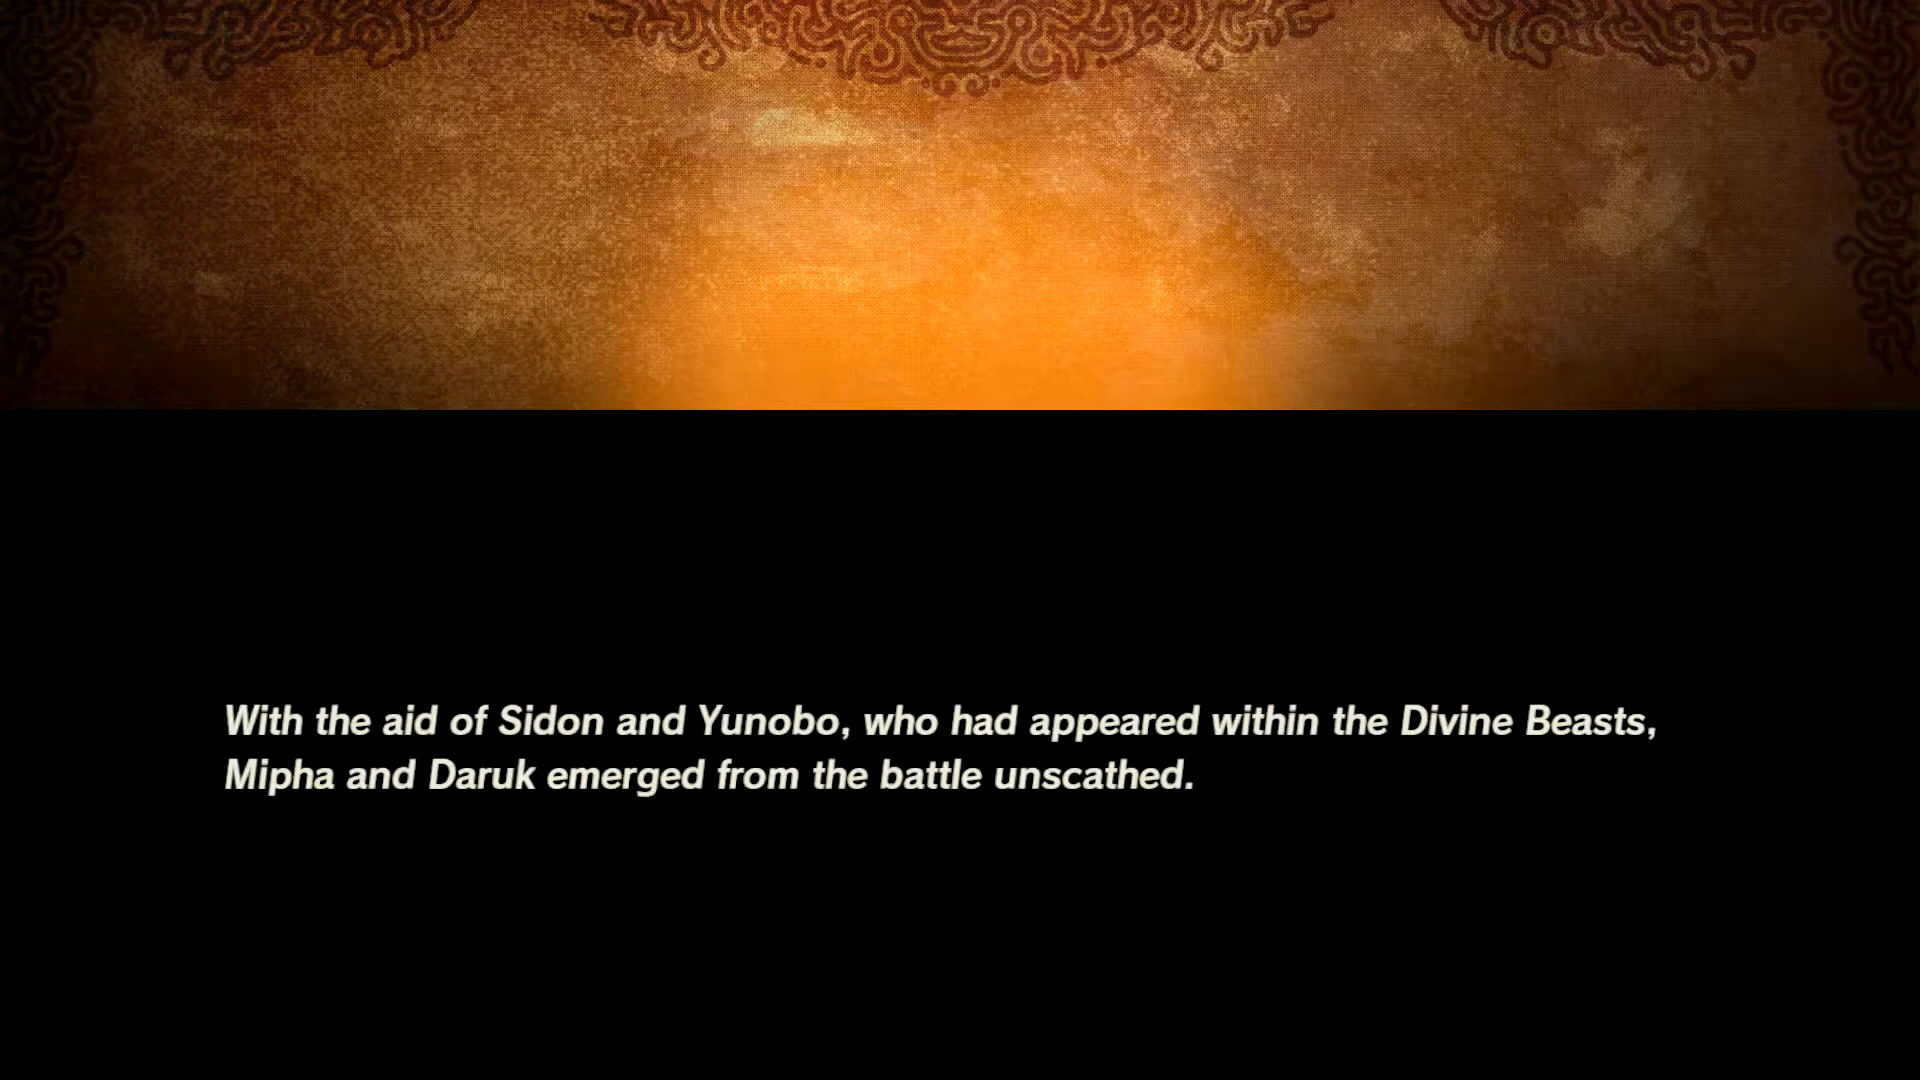 With the aid of Sidon and Yunobo, who had appeared within the Divine Beasts,
Mipha and Daruk emerged from the battle unscathed.